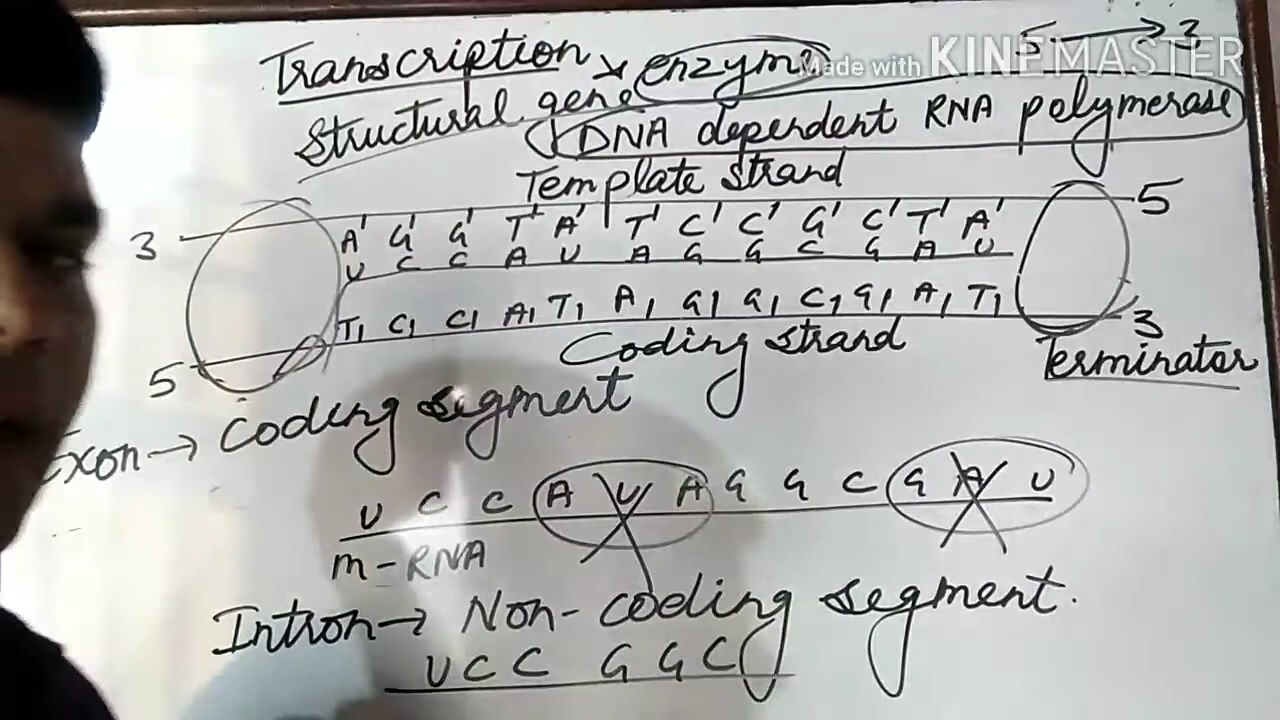 Transcription enzyme 5 → 3
Made with KINEMASTER
Structural gene
DNA dependent RNA polymerase
Template strand
3 5
A' G' G' T' A' T' C' C' G' C' T' A'
U C C A U A G G C G A U
T C C A T A G G C G A T
5 3
Coding strand
Terminator
Exon → Coding segment
U C C A U A G G C G A U
m-RNA
Intron → Non-coding segment.
U C C G G C